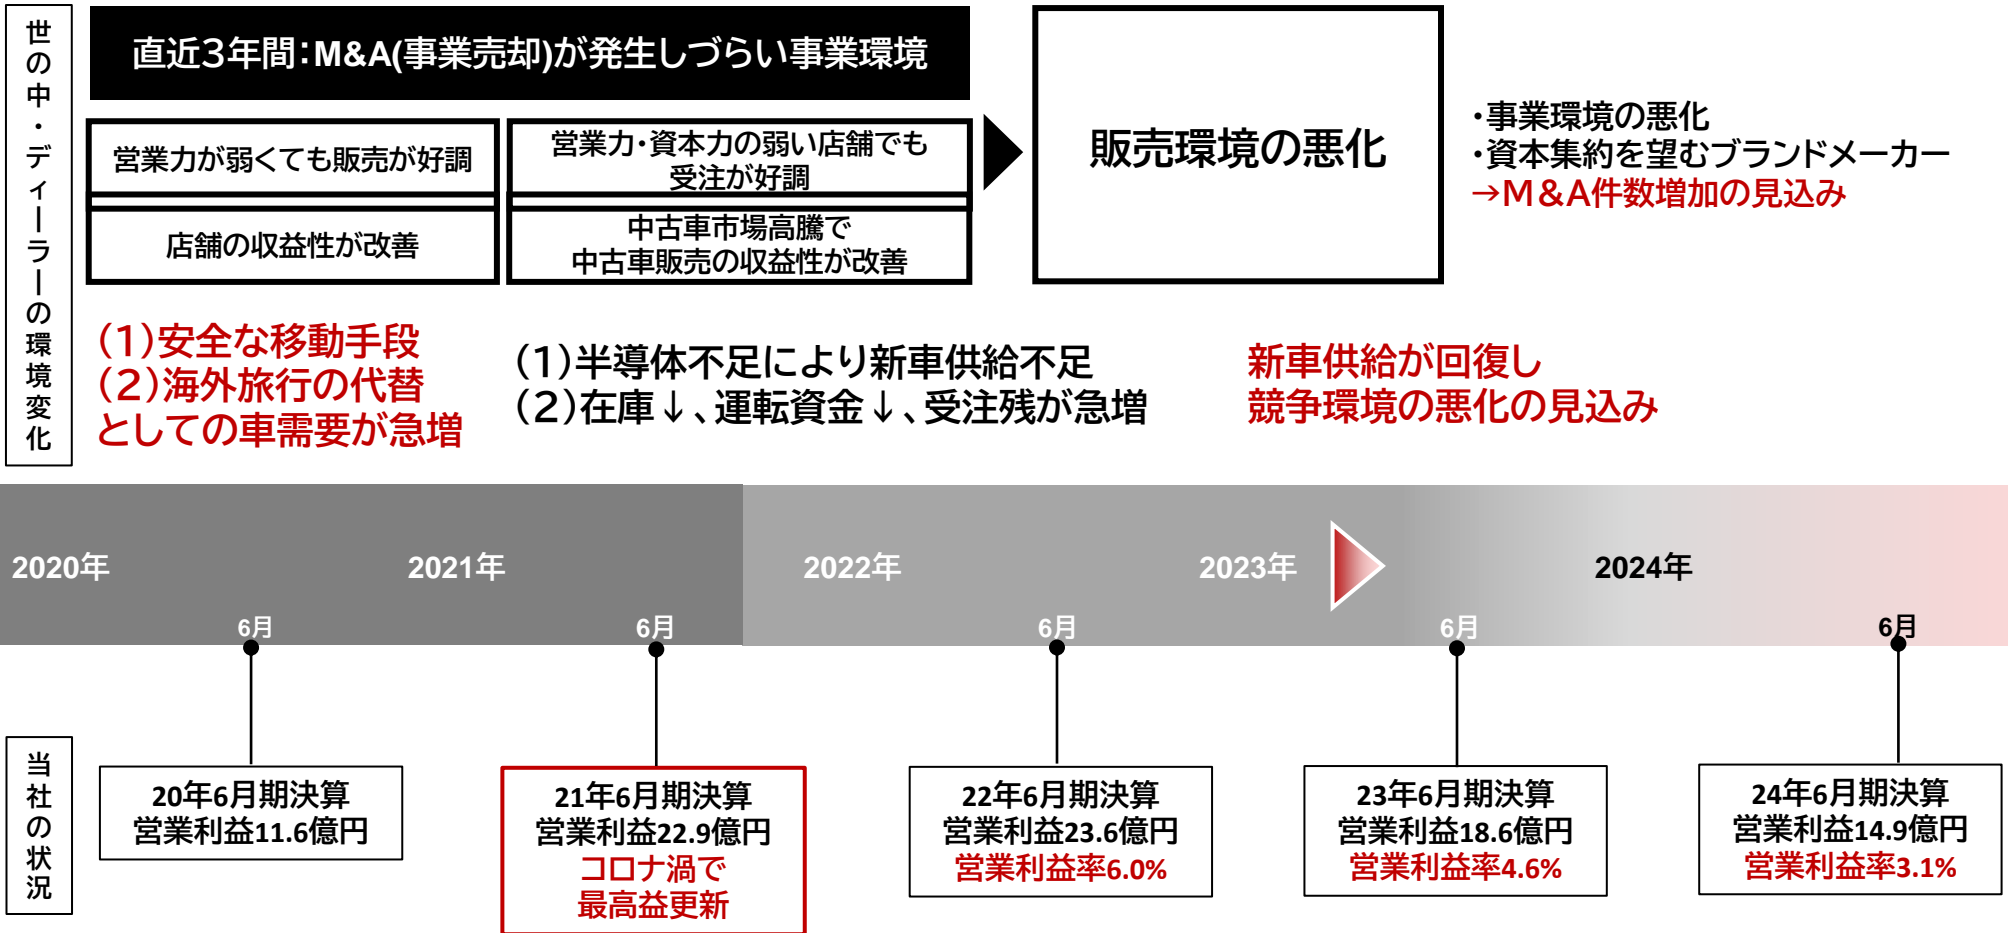 世の中・ディーラーの環境変化
直近3年間：M&A(事業売却)が発生しづらい事業環境
営業力が弱くても販売が好調
営業力・資本力の弱い店舗でも
受注が好調
店舗の収益性が改善
中古車市場高騰で
中古車販売の収益性が改善
販売環境の悪化
・事業環境の悪化
・資本集約を望むブランドメーカー
→M&A件数増加の見込み
(1)安全な移動手段
(2)海外旅行の代替
としての車需要が急増
(1)半導体不足により新車供給不足
(2)在庫↓、運転資金↓、受注残が急増
新車供給が回復し
競争環境の悪化の見込み
2020年
2021年
2022年
2023年
2024年
6月
6月
6月
6月
6月
当社の状況
20年6月期決算
営業利益11.6億円
21年6月期決算
営業利益22.9億円
コロナ渦で
最高益更新
22年6月期決算
営業利益23.6億円
営業利益率6.0%
23年6月期決算
営業利益18.6億円
営業利益率4.6%
24年6月期決算
営業利益14.9億円
営業利益率3.1%